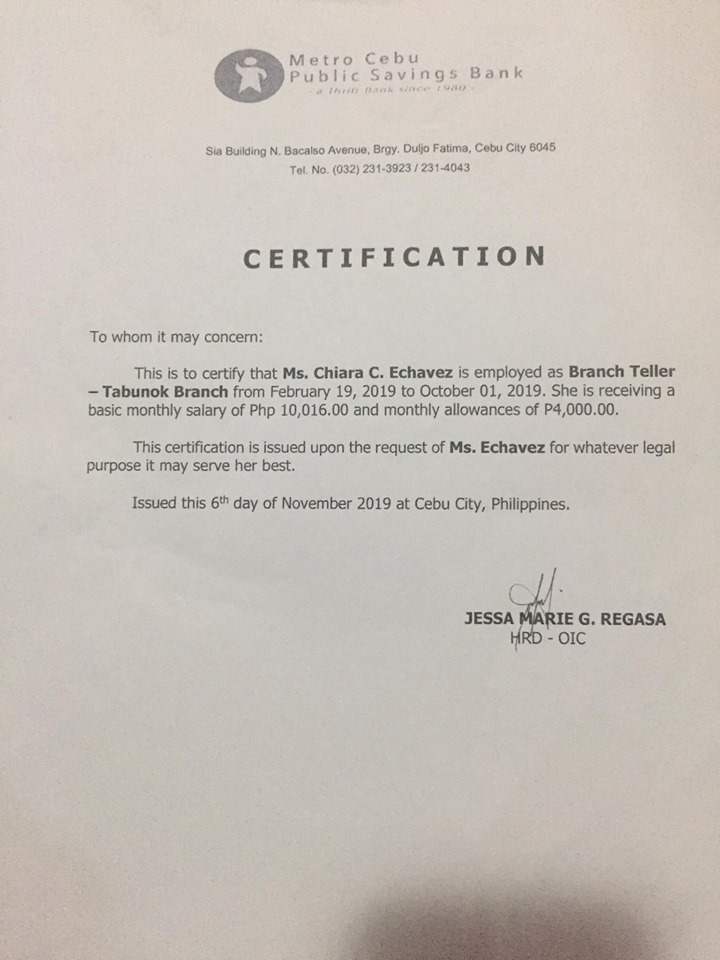 Metro Cebu
Public Savings Bank
- a Thrift Bank since 1980 -
Sia Building N. Bacalso Avenue, Brgy. Duljo Fatima, Cebu City 6045
Tel. No. (032) 231-3923 / 231-4043
CERTIFICATION
To whom it may concern:
This is to certify that Ms. Chiara C. Echavez is employed as Branch Teller
– Tabunok Branch from February 19, 2019 to October 01, 2019. She is receiving a
basic monthly salary of Php 10,016.00 and monthly allowances of P4,000.00.
This certification is issued upon the request of Ms. Echavez for whatever legal
purpose it may serve her best.
Issued this 6th day of November 2019 at Cebu City, Philippines.
JESSA MARIE G. REGASA
HRD - OIC